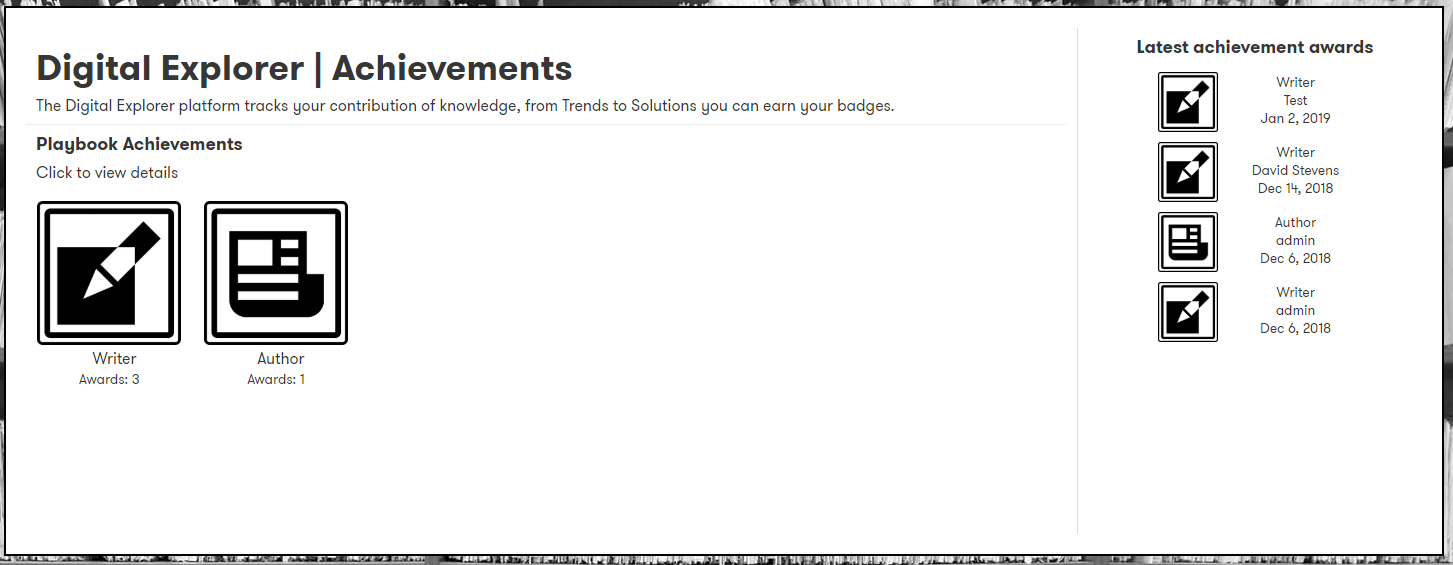 Digital Explorer | Achievements
The Digital Explorer platform tracks your contribution of knowledge, from Trends to Solutions you can earn your badges.
Playbook Achievements
Click to view details
Writer
Awards: 3
Author
Awards: 1
Latest achievement awards
Writer
Test
Jan 2, 2019
Writer
David Stevens
Dec 14, 2018
Author
admin
Dec 6, 2018
Writer
admin
Dec 6, 2018